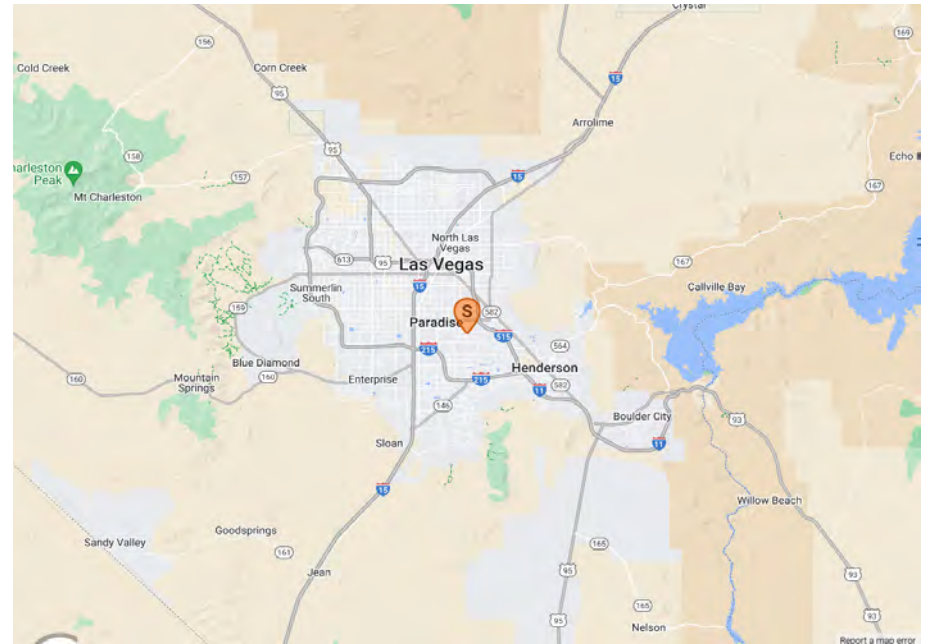 Crystal
156
169
Cold Creek
Corn Creek
95
15
Arrolime
95
Echo
158
157
15
167
Charleston
Peak
Mt Charleston
North Las
Vegas
613
95
Las Vegas
167
Summerlin
South
15
Callville Bay
159
S
582
Paradise
515
215
564
Blue Diamond
Henderson
160
160
Mountain
Springs
Enterprise
215
11
582
146
Boulder City
93
Sloan
11
15
Willow Beach
Goodsprings
Sandy Valley
161
165
Jean
95
93
165
93
95
Nelson
Report a map error